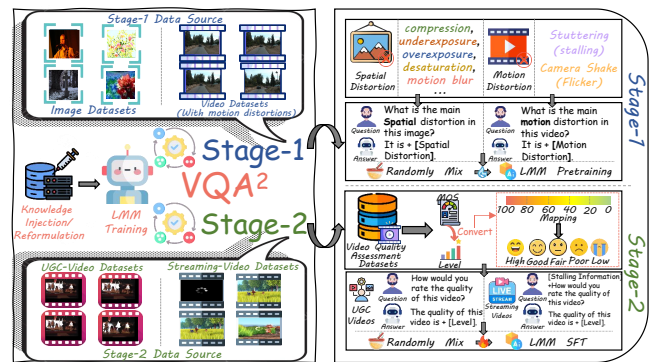 Stage-1 Data Source
Image Datasets
Video Datasets
(With motion distortions)
Knowledge
Injection/
Reformulation
LMM
Training
Stage-1
VQA²
Stage-2
UGC-Video Datasets
Streaming-Video Datasets
Stage-2 Data Source
Spatial
Distortion
compression,
underexposure,
overexposure,
desaturation,
motion blur
...
Motion
Distortion
Stuttering
(stalling)
Camera Shake
(Flicker)
Question
What is the main
Spatial distortion in
this image?
Answer
It is + [Spatial
Distortion].
Question
What is the main
motion distortion in
this video?
Answer
It is + [Motion
Distortion].
Randomly Mix
LMM Pretraining
Stage-1
Video Quality
Assessment
Datasets
MOS
Level
Convert
100 80 60 40 20 0
Mapping
High Good Fair Poor Low
UGC
Videos
Question
How would you
rate the quality
of this video?
Answer
The quality of this
video is + [Level].
LIVE
STREAM
Streaming
Videos
Question
[Stalling Information]
+How would you
rate the quality of
this video?
Answer
The quality of this
video is + [Level].
Randomly Mix
LMM SFT
Stage-2